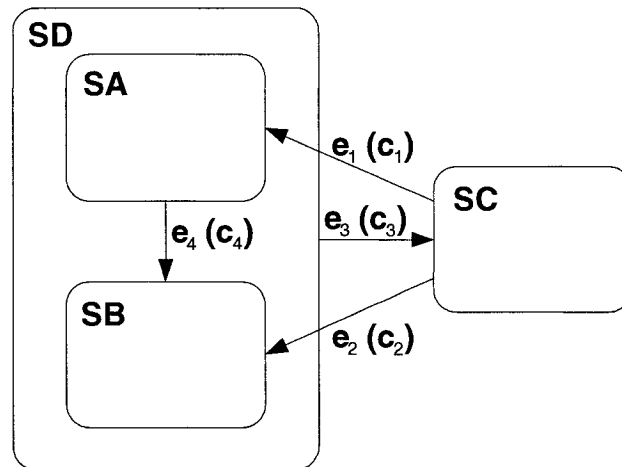 SD
SA
e₁ (c₁)
SC
e₄ (c₄)
e₃ (c₃)
SB
e₂ (c₂)